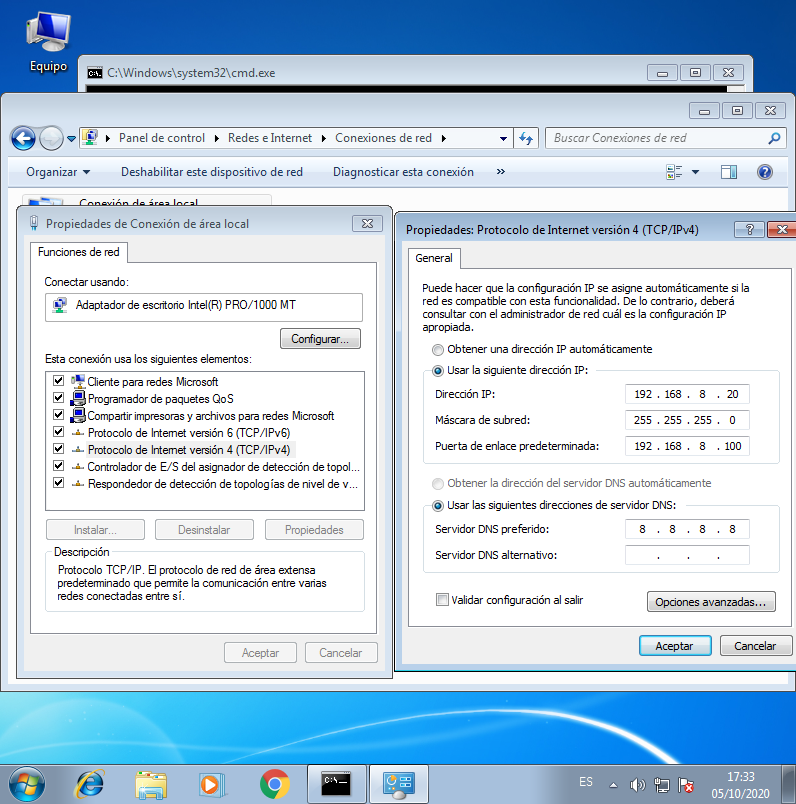 Equipo
C:\Windows\system32\cmd.exe
Panel de control
Redes e Internet
Conexiones de red
Buscar Conexiones de red
Organizar
Deshabilitar este dispositivo de red
Diagnosticar esta conexión
»
Conexión de área local
Propiedades de Conexión de área local
Funciones de red
Conectar usando:
Adaptador de escritorio Intel(R) PRO/1000 MT
Configurar...
Esta conexión usa los siguientes elementos:
Cliente para redes Microsoft
Programador de paquetes QoS
Compartir impresoras y archivos para redes Microsoft
Protocolo de Internet versión 6 (TCP/IPv6)
Protocolo de Internet versión 4 (TCP/IPv4)
Controlador de E/S del asignador de detección de topol...
Respondedor de detección de topologías de nivel de v...
Instalar...
Desinstalar
Propiedades
Descripción
Protocolo TCP/IP. El protocolo de red de área extensa
predeterminado que permite la comunicación entre varias
redes conectadas entre sí.
Aceptar
Cancelar
Propiedades: Protocolo de Internet versión 4 (TCP/IPv4)
General
Puede hacer que la configuración IP se asigne automáticamente si la
red es compatible con esta funcionalidad. De lo contrario, deberá
consultar con el administrador de red cuál es la configuración IP
apropiada.
Obtener una dirección IP automáticamente
Usar la siguiente dirección IP:
Dirección IP:
192 . 168 . 8 . 20
Máscara de subred:
255 . 255 . 255 . 0
Puerta de enlace predeterminada:
192 . 168 . 8 . 100
Obtener la dirección del servidor DNS automáticamente
Usar las siguientes direcciones de servidor DNS:
Servidor DNS preferido:
8 . 8 . 8 . 8
Servidor DNS alternativo:
. . .
Validar configuración al salir
Opciones avanzadas...
Aceptar
Cancelar
ES
17:33
05/10/2020